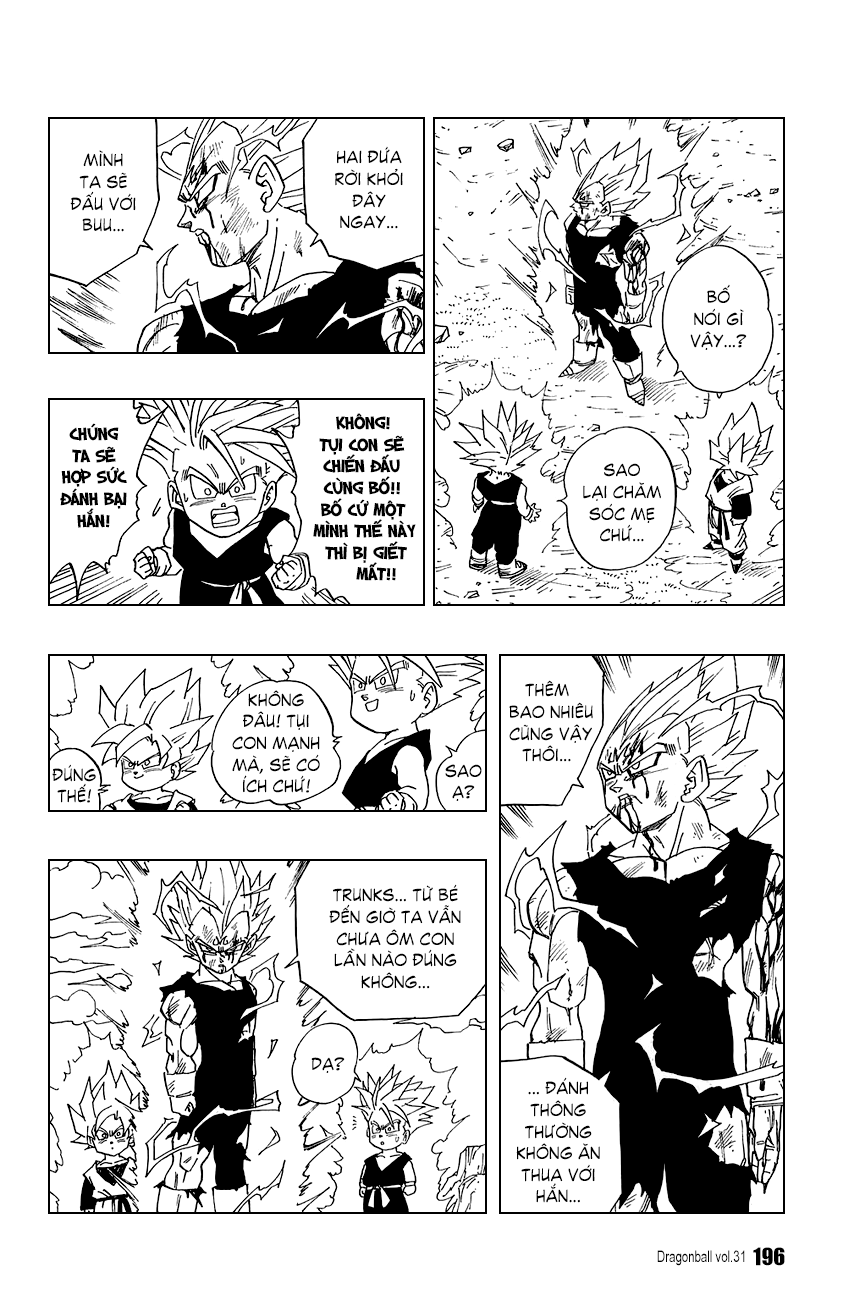 BỐ
NÓI GÌ
VẬY...?
SAO
LẠI CHĂM
SÓC MẸ
CHỨ...
HAI ĐỨA
RỜI KHỎI
ĐÂY
NGAY...
MÌNH
TA SẼ
ĐẤU VỚI
BUU...
KHÔNG!
TỤI CON SẼ
CHIẾN ĐẤU
CÙNG BỐ!!
BỐ CỨ MỘT
MÌNH THẾ NÀY
THÌ BỊ GIẾT
MẤT!!
CHÚNG
TA SẼ
HỢP SỨC
ĐÁNH BẠI
HẮN!
THÊM
BAO NHIÊU
CŨNG VẬY
THÔI...
... ĐÁNH
THÔNG
THƯỜNG
KHÔNG ĂN
THUA VỚI
HẮN...
SAO
Ạ?
KHÔNG
ĐÂU! TỤI
CON MẠNH
MÀ, SẼ CÓ
ÍCH CHỨ!
ĐÚNG
THẾ!
TRUNKS... TỪ BÉ
ĐẾN GIỜ TA VẪN
CHƯA ÔM CON
LẦN NÀO ĐÚNG
KHÔNG...
DẠ?
Dragonball vol.31 196